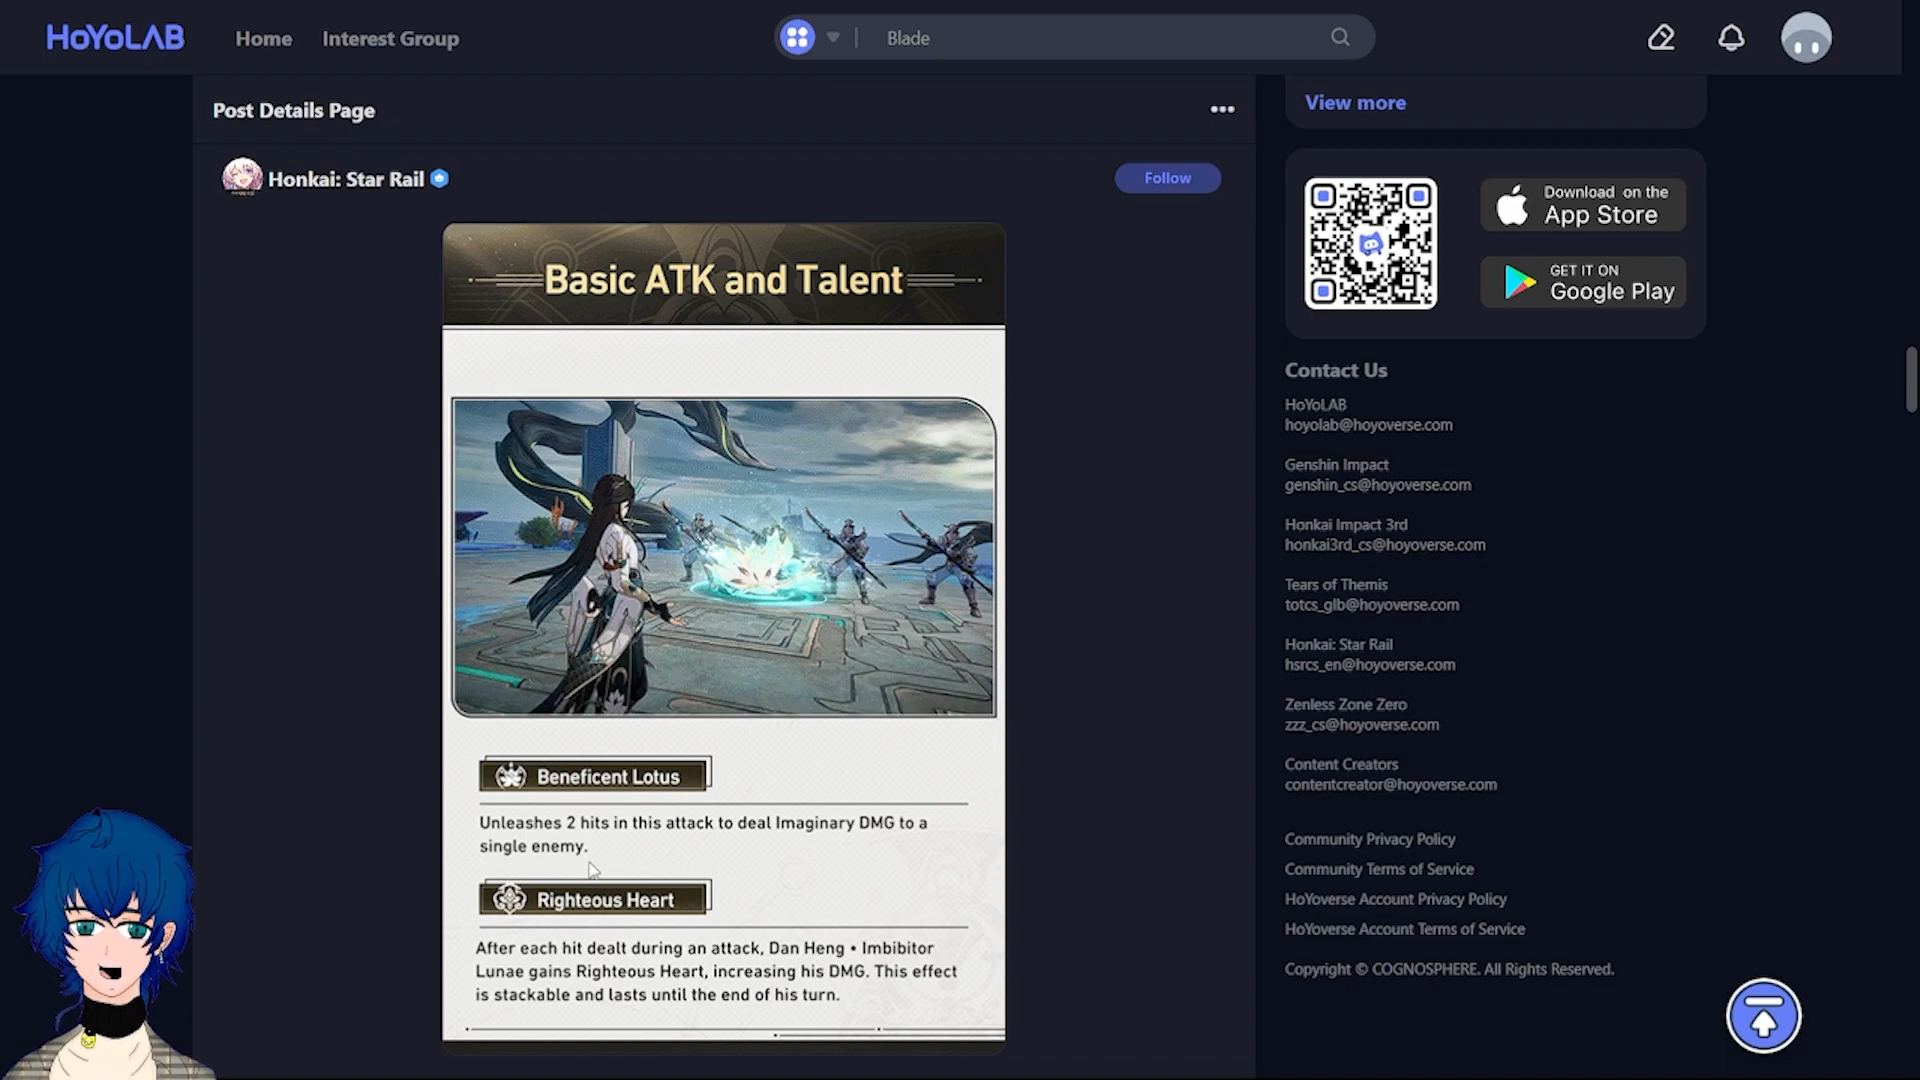 HoYoLAB
Home
Interest Group
Blade
Post Details Page
Honkai: Star Rail
Follow
Basic ATK and Talent
Beneficent Lotus
Unleashes 2 hits in this attack to deal Imaginary DMG to a
single enemy.
Righteous Heart
After each hit dealt during an attack, Dan Heng • Imbibitor
Lunae gains Righteous Heart, increasing his DMG. This effect
is stackable and lasts until the end of his turn.
View more
Download on the
App Store
GET IT ON
Google Play
Contact Us
HoYoLAB
hoyolab@hoyoverse.com
Genshin Impact
genshin_cs@hoyoverse.com
Honkai Impact 3rd
honkai3rd_cs@hoyoverse.com
Tears of Themis
totcs_glb@hoyoverse.com
Honkai: Star Rail
hsrcs_en@hoyoverse.com
Zenless Zone Zero
zzz_cs@hoyoverse.com
Content Creators
contentcreator@hoyoverse.com
Community Privacy Policy
Community Terms of Service
HoYoverse Account Privacy Policy
HoYoverse Account Terms of Service
Copyright © COGNOSPHERE. All Rights Reserved.